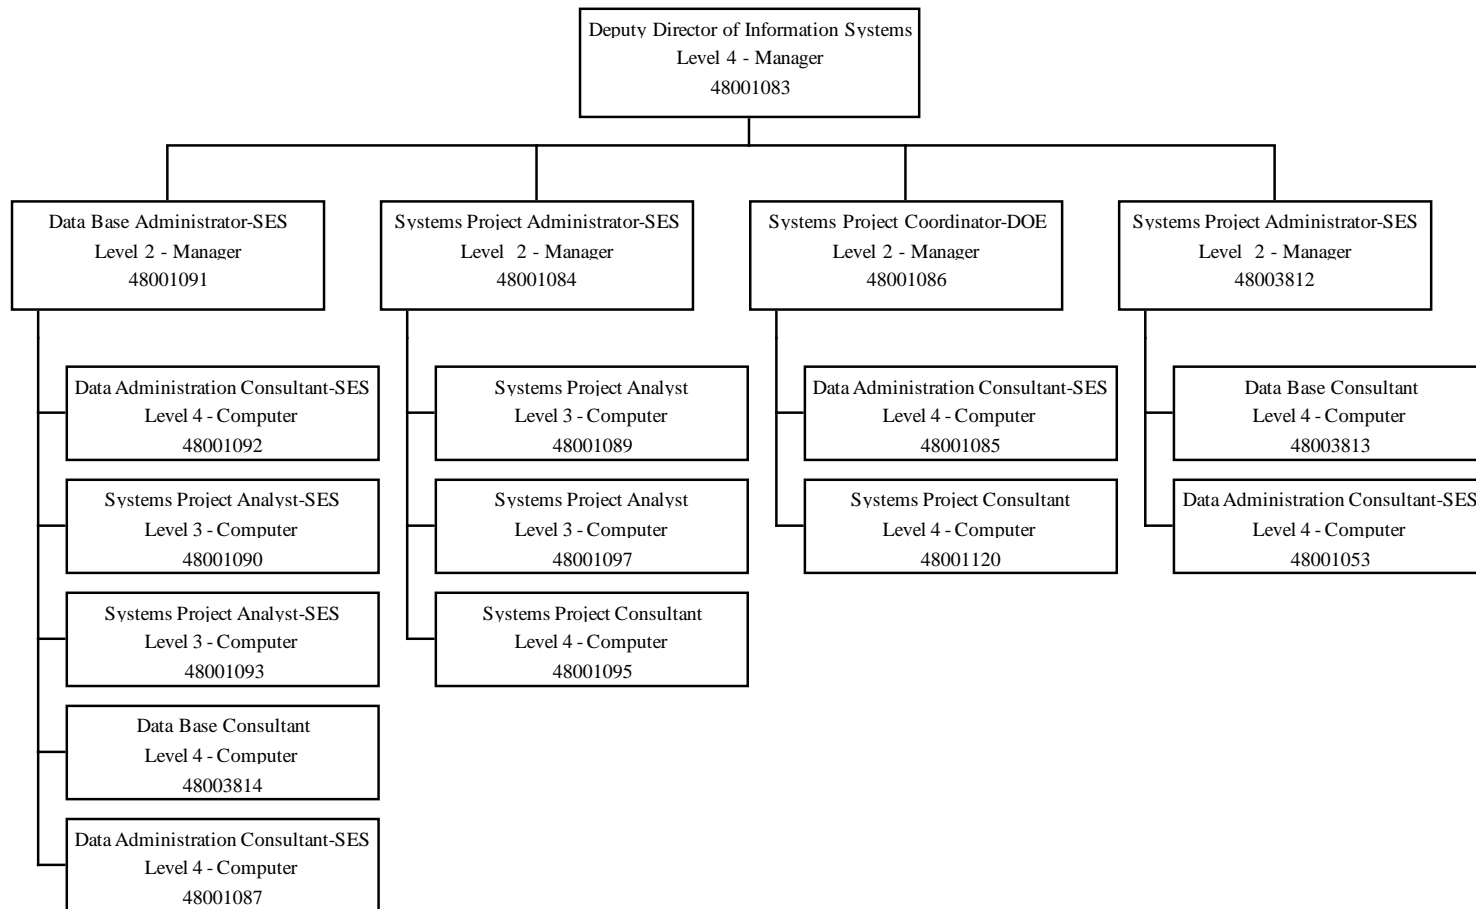 Deputy Director of Information Systems
Level 4 - Manager
48001083
Data Base Administrator-SES
Level 2 - Manager
48001091
Systems Project Administrator-SES
Level 2 - Manager
48001084
Systems Project Coordinator-DOE
Level 2 - Manager
48001086
Systems Project Administrator-SES
Level 2 - Manager
48003812
Data Administration Consultant-SES
Level 4 - Computer
48001092
Systems Project Analyst-SES
Level 3 - Computer
48001090
Systems Project Analyst-SES
Level 3 - Computer
48001093
Data Base Consultant
Level 4 - Computer
48003814
Data Administration Consultant-SES
Level 4 - Computer
48001087
Systems Project Analyst
Level 3 - Computer
48001089
Systems Project Analyst
Level 3 - Computer
48001097
Systems Project Consultant
Level 4 - Computer
48001095
Data Administration Consultant-SES
Level 4 - Computer
48001085
Systems Project Consultant
Level 4 - Computer
48001120
Data Base Consultant
Level 4 - Computer
48003813
Data Administration Consultant-SES
Level 4 - Computer
48001053